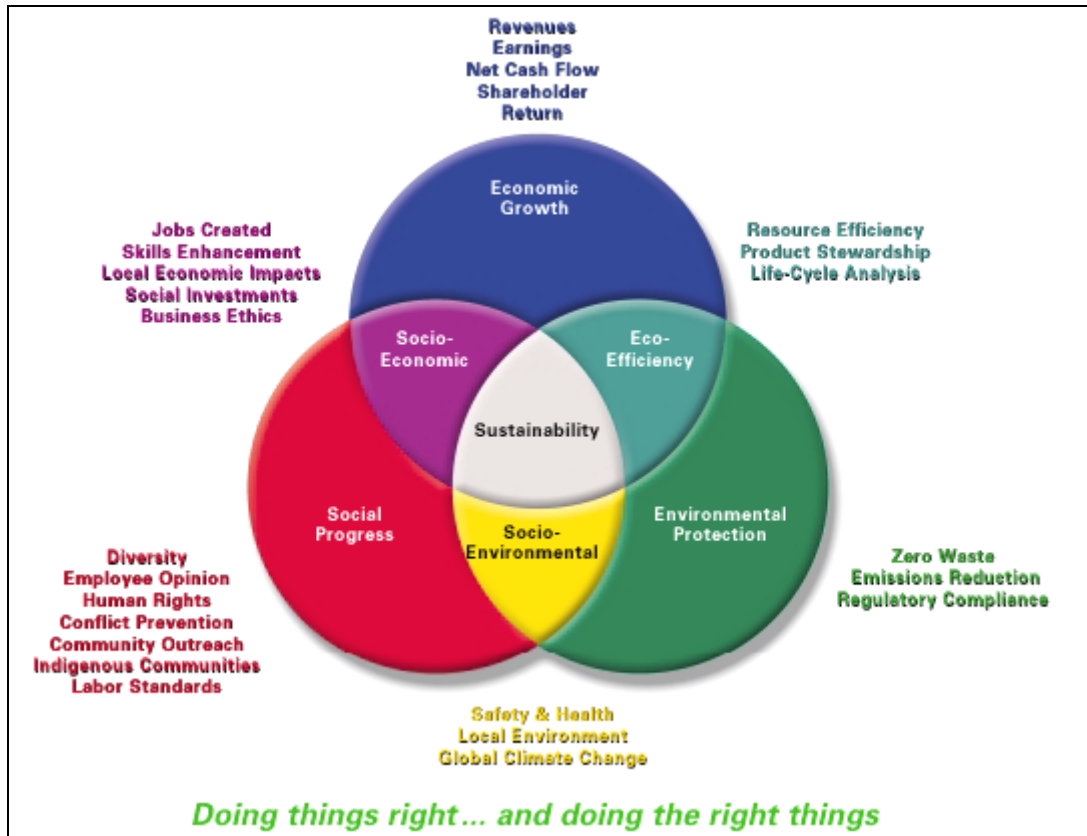 Revenues
Earnings
Net Cash Flow
Shareholder
Return
Economic
Growth
Jobs Created
Skills Enhancement
Local Economic Impacts
Social Investments
Business Ethics
Resource Efficiency
Product Stewardship
Life-Cycle Analysis
Socio-
Economic
Eco-
Efficiency
Sustainability
Social
Progress
Socio-
Environmental
Environmental
Protection
Diversity
Employee Opinion
Human Rights
Conflict Prevention
Community Outreach
Indigenous Communities
Labor Standards
Zero Waste
Emissions Reduction
Regulatory Compliance
Safety & Health
Local Environment
Global Climate Change
Doing things right... and doing the right things